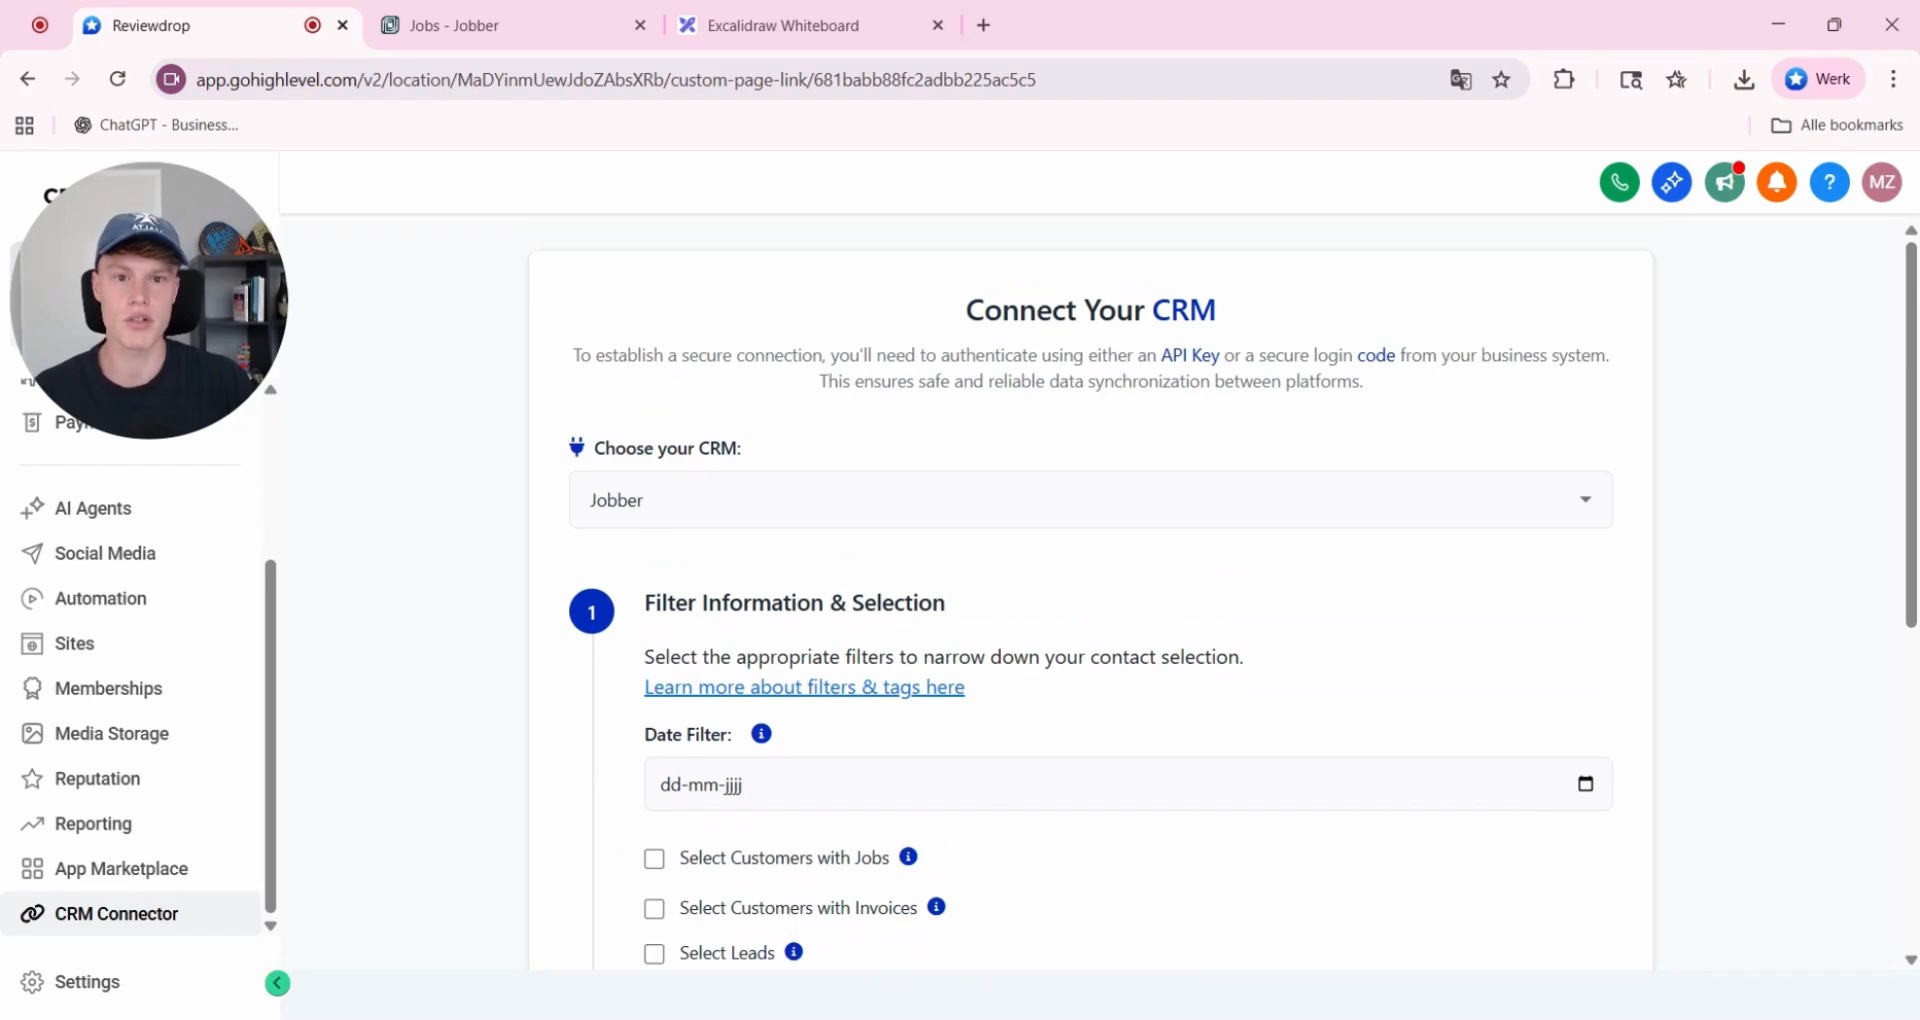 Reviewdrop
Jobs - Jobber
Excalidraw Whiteboard
app.gohighlevel.com/v2/location/MaDYinmUewJdoZAbsXRb/custom-page-link/681babb88fc2adbb225ac5c5
Werk
ChatGPT - Business...
Alle bookmarks
MZ
Connect Your CRM
To establish a secure connection, you'll need to authenticate using either an API Key or a secure login code from your business system.
This ensures safe and reliable data synchronization between platforms.
Choose your CRM:
Jobber
1
Filter Information & Selection
Select the appropriate filters to narrow down your contact selection.
Learn more about filters & tags here
Date Filter:
dd-mm-jjjj
Select Customers with Jobs
Select Customers with Invoices
Select Leads
AI Agents
Social Media
Automation
Sites
Memberships
Media Storage
Reputation
Reporting
App Marketplace
CRM Connector
Settings